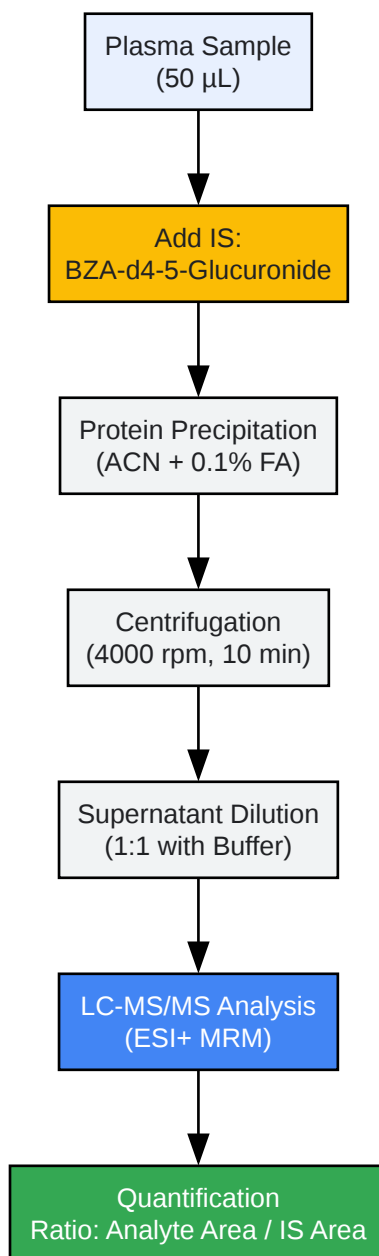 Plasma Sample
(50 µL)
Add IS:
BZA-d4-5-Glucuronide
Protein Precipitation
(ACN + 0.1% FA)
Centrifugation
(4000 rpm, 10 min)
Supernatant Dilution
(1:1 with Buffer)
LC-MS/MS Analysis
(ESI+ MRM)
Quantification
Ratio: Analyte Area / IS Area